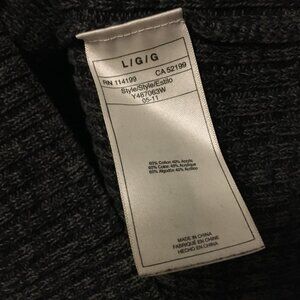 L/G/G
RN 114199 CA 52199
Style/Style/Estilo
Y487063W
05-11
60% Cotton 40% Acrylic
60% Coton 40% Acrylique
60% Algodón 40% Acrílico
MADE IN CHINA
FABRIQUÉ EN CHINE
HECHO EN CHINA